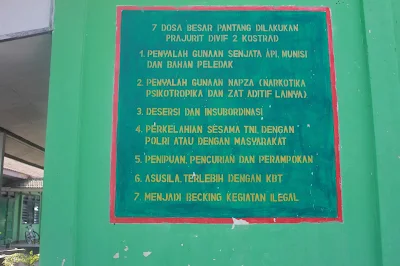 7 DOSA BESAR PANTANG DILAKUKAN
PRAJURIT DIVIF 2 KOSTRAD
1. PENYALAH GUNAAN SENJATA API, MUNISI
DAN BAHAN PELEDAK
2. PENYALAH GUNAAN NAPZA (NARKOTIKA
PSIKOTROPIKA DAN ZAT ADITIF LAINYA)
3. DESERSI DAN INSUBORDINASI
4. PERKELAHIAN SESAMA TNI, DENGAN
POLRI ATAU DENGAN MASYARAKAT
5. PENIPUAN, PENCURIAN DAN PERAMPOKAN
6. ASUSILA, TERLEBIH DENGAN KBT
7. MENJADI BECKING KEGIATAN ILEGAL